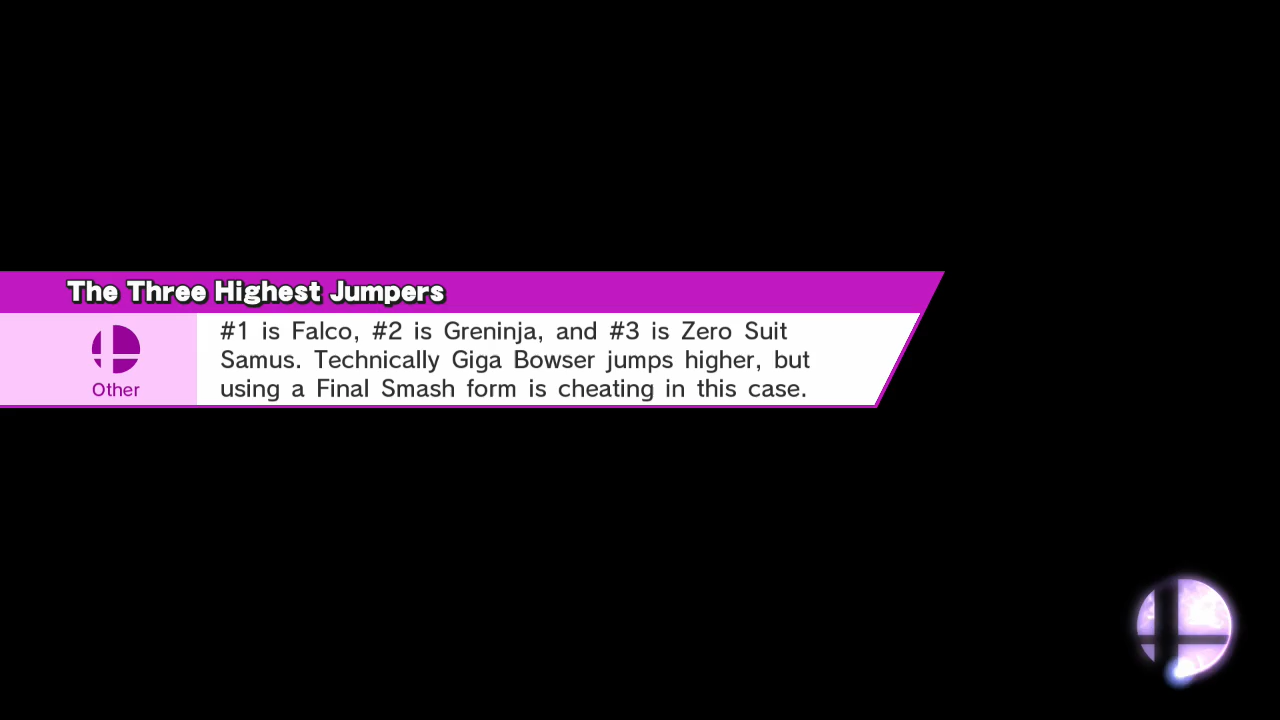 The Three Highest Jumpers
#1 is Falco, #2 is Greninja, and #3 is Zero Suit
Samus. Technically Giga Bowser jumps higher, but
using a Final Smash form is cheating in this case.
Other